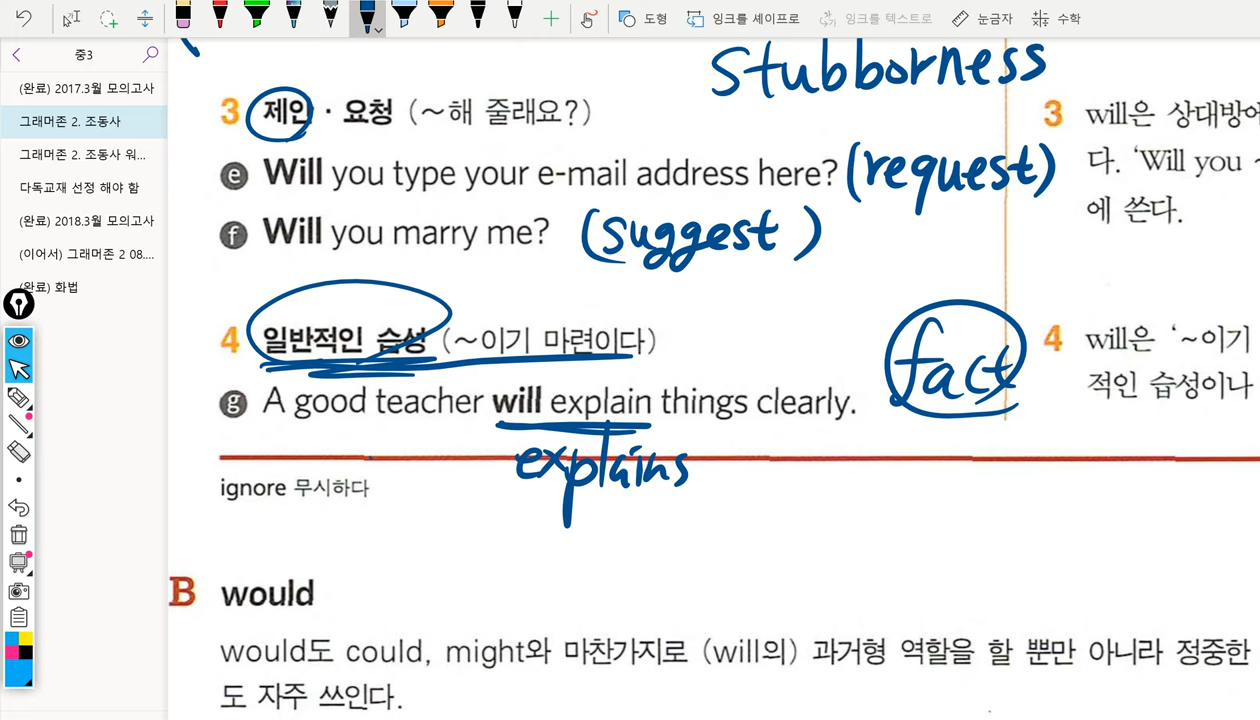 도형
잉크를 셰이프로
잉크를 텍스트로
눈금자
수학
중3
(완료) 2017.3월 모의고사
그래머존 2. 조동사
그래머존 2. 조동사 워...
다독교재 선정 해야 함
(완료) 2018.3월 모의고사
(이어서) 그래머존 2 08....
(완료) 화법
stubborness
3 제안 · 요청 (～해 줄래요?)
e Will you type your e-mail address here? (request)
f Will you marry me? (suggest)
4 일반적인 습성 (～이기 마련이다)
fact
g A good teacher will explain things clearly.
explains
ignore 무시하다
3 will은 상대방에
다. ‘Will you ~
에 쓴다.
4 will은 ‘~이기
적인 습성이나
B would
would도 could, might와 마찬가지로 (will의) 과거형 역할을 할 뿐만 아니라 정중한
도 자주 쓰인다.